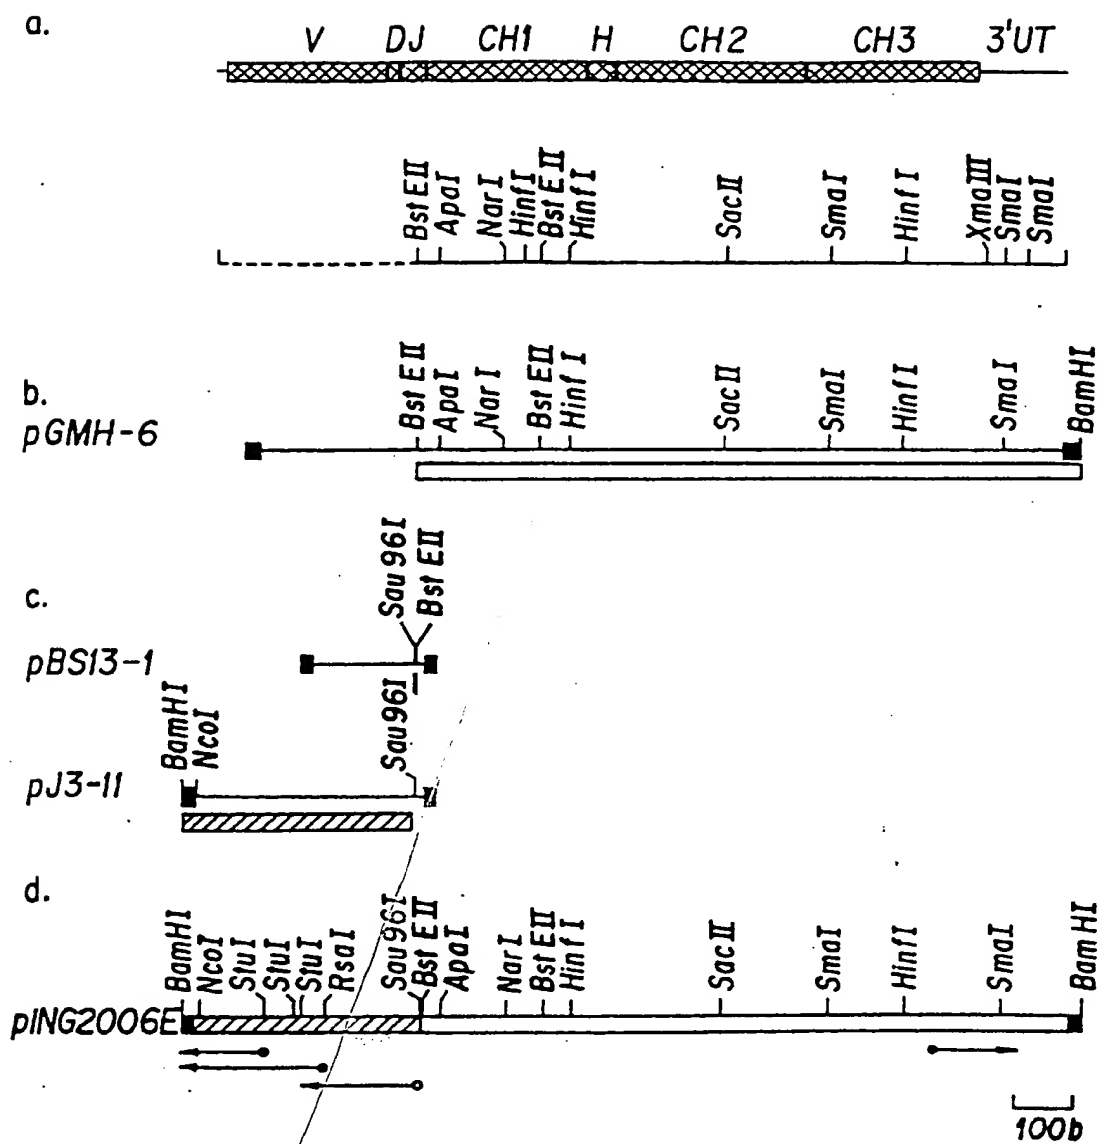 a.
V DJ CH1 H CH2 CH3 3'UT
BstEII ApaI NarI HinfI BstEII HinfI SacII SmaI HinfI XmaIII SmaI SmaI
b.
pGMH-6
BstEII ApaI NarI BstEII HinfI SacII SmaI HinfI SmaI BamHI
c.
Sau96I BstEII
pBS13-1
BamHI NcoI Sau96I
pJ3-11
d.
BamHI NcoI StuI StuI StuI RsaI Sau96I BstEII ApaI NarI BstEII HinfI SacII SmaI HinfI SmaI BamHI
pING2006E
100b